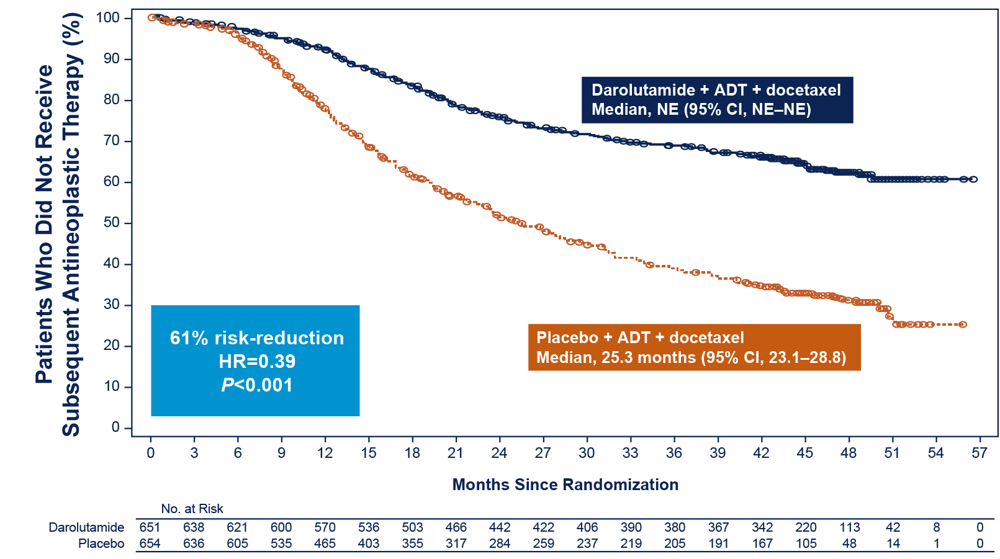 Patients Who Did Not Receive
Subsequent Antineoplastic Therapy (%)
100
90
80
70
60
50
40
30
20
10
0
Darolutamide + ADT + docetaxel
Median, NE (95% CI, NE–NE)
61% risk-reduction
HR=0.39
P<0.001
Placebo + ADT + docetaxel
Median, 25.3 months (95% CI, 23.1–28.8)
0 3 6 9 12 15 18 21 24 27 30 33 36 39 42 45 48 51 54 57
Months Since Randomization
No. at Risk
Darolutamide 651 638 621 600 570 536 503 466 442 422 406 390 380 367 342 220 113 42 8 0
Placebo 654 636 605 535 465 403 355 317 284 259 237 219 205 191 167 105 48 14 1 0